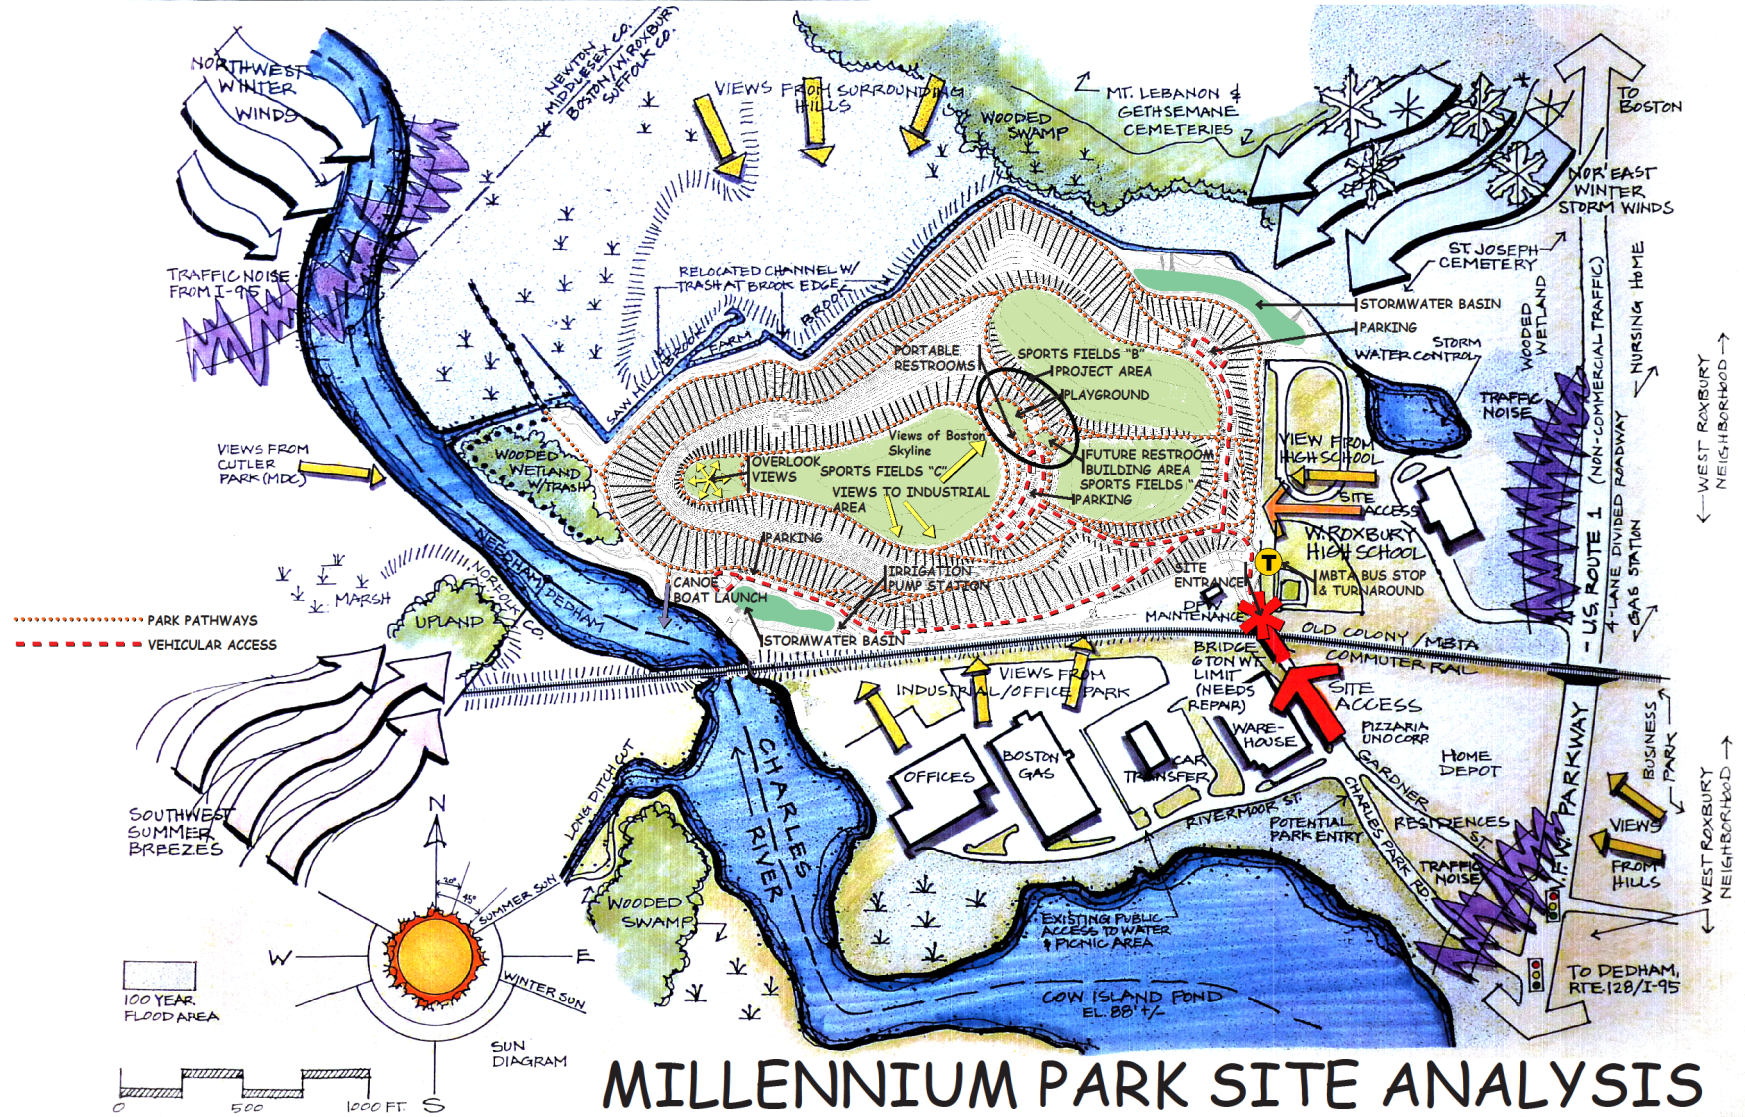 NORTHWEST
WINTER
WINDS
NEWTON
MIDDLESEX CO.
BOSTON/W. ROXBURY
SUFFOLK CO.
VIEWS FROM SURROUNDING
HILLS
WOODED
SWAMP
MT. LEBANON &
GETHSEMANE
CEMETERIES
TO
BOSTON
NOR'EAST
WINTER
STORM WINDS
ST. JOSEPH
CEMETERY
TRAFFIC NOISE
FROM I-95
RELOCATED CHANNEL W/
TRASH AT BROOK EDGE
SAW MILL BROOK
FARM BROOK
STORMWATER BASIN
PARKING
STORM
WATER CONTROL
WOODED
WETLAND
NURSING HOME
WEST ROXBURY
NEIGHBORHOOD
PORTABLE
RESTROOMS
SPORTS FIELDS "B"
PROJECT AREA
PLAYGROUND
TRAFFIC
NOISE
VIEWS FROM
CUTLER
PARK (MDC)
WOODED
WETLAND
W/TRASH
OVERLOOK
VIEWS
Views of Boston
Skyline
SPORTS FIELDS "C"
VIEWS TO INDUSTRIAL
AREA
FUTURE RESTROOM
BUILDING AREA
SPORTS FIELDS "
PARKING
VIEW FROM
HIGH SCHOOL
SITE
ACCESS
W. ROXBURY
HIGH SCHOOL
U.S. ROUTE 1 (NON-COMMERCIAL TRAFFIC)
4-LANE DIVIDED ROADWAY
GAS STATION
PARKING
IRRIGATION
PUMP STATION
CANOE
BOAT LAUNCH
STORMWATER BASIN
SITE
ENTRANCE
T
MBTA BUS STOP
& TURNAROUND
DPW
MAINTENANCE
NEEDHAM
DEDHAM
NORFOLK CO.
MARSH
UPLAND
PARK PATHWAYS
VEHICULAR ACCESS
OLD COLONY/MBTA
COMMUTER RAIL
BRIDGE
6 TON WT.
LIMIT
(NEEDS
REPAIR)
SITE
ACCESS
VIEWS FROM
INDUSTRIAL/OFFICE PARK
OFFICES
BOSTON
GAS
CAR
TRANSFER
WARE-
HOUSE
PIZZARIA
UNO CORP.
HOME
DEPOT
BUSINESS
PARK
V.F.W. PARKWAY
RIVERMOOR ST.
POTENTIAL
PARK ENTRY
GARDNER ST.
CHARLES PARK RD.
RESIDENCES
TRAFFIC
NOISE
VIEWS
FROM
HILLS
WEST ROXBURY
NEIGHBORHOOD
SOUTHWEST
SUMMER
BREEZES
LONG DITCH CUT
CHARLES
RIVER
WOODED
SWAMP
EXISTING PUBLIC
ACCESS TO WATER
& PICNIC AREA
COW ISLAND POND
EL. 88' +/-
TO DEDHAM,
RTE. 128/I-95
N
20°
45°
SUMMER SUN
W
E
WINTER SUN
S
SUN
DIAGRAM
100 YEAR
FLOOD AREA
0 500 1000 FT.
MILLENNIUM PARK SITE ANALYSIS